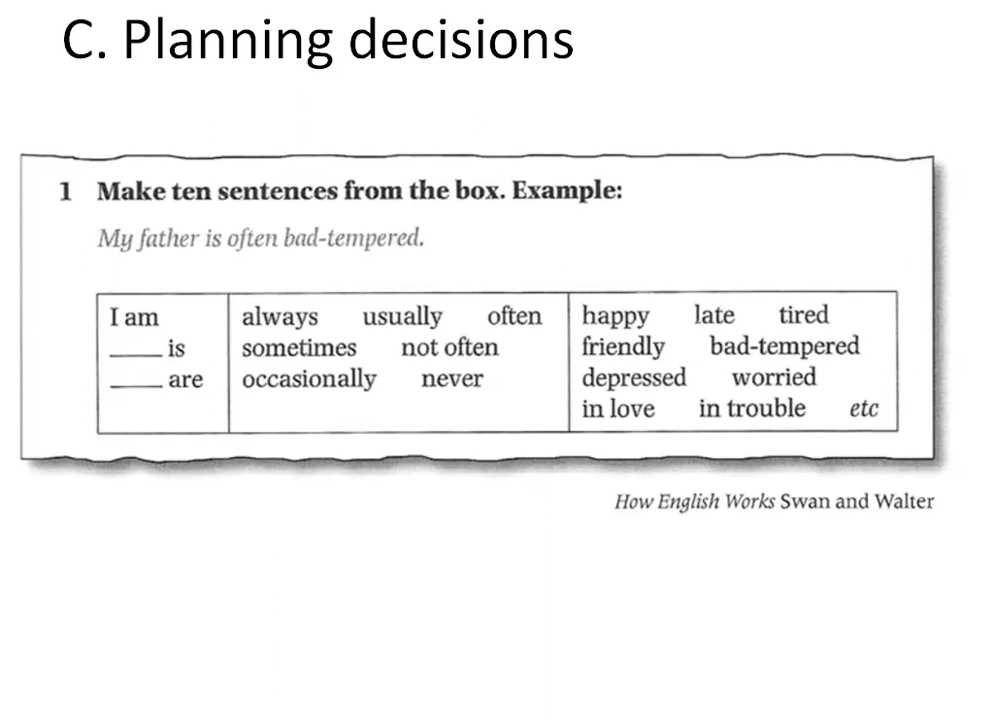 C. Planning decisions
1 Make ten sentences from the box. Example:
My father is often bad-tempered.
I am always usually often happy late tired
____ is sometimes not often friendly bad-tempered
____ are occasionally never depressed worried
in love in trouble etc
How English Works Swan and Walter